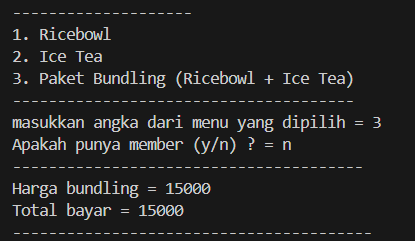 --------------------
1. Ricebowl
2. Ice Tea
3. Paket Bundling (Ricebowl + Ice Tea)
--------------------------------------
masukkan angka dari menu yang dipilih = 3
Apakah punya member (y/n) ? = n
---------------------------------------
Harga bundling = 15000
Total bayar = 15000
----------------------------------------